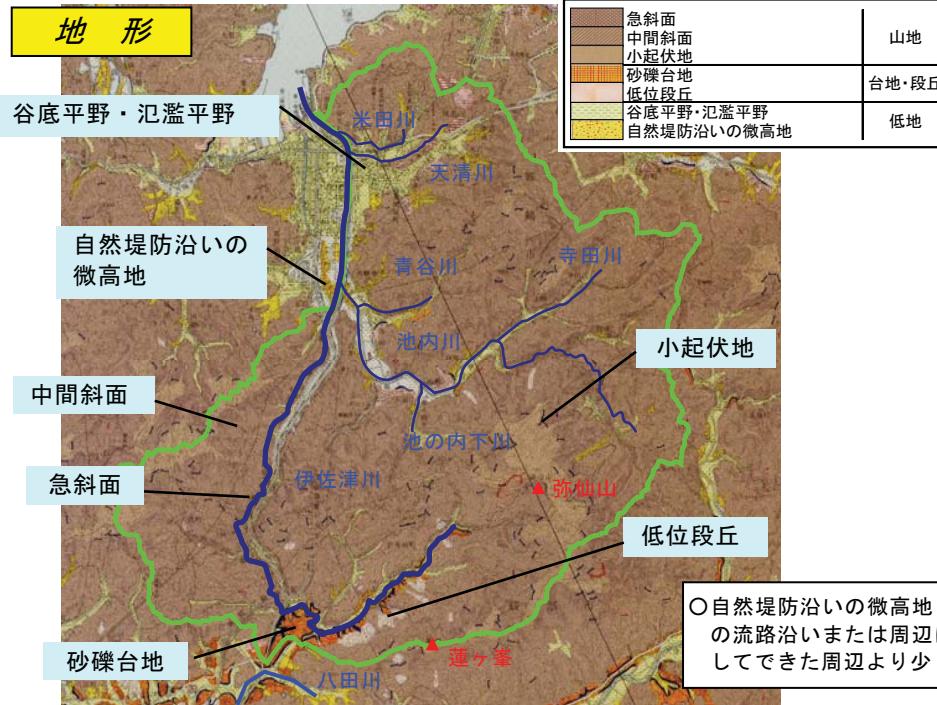 地 形
急斜面
中間斜面
小起伏地
山地
砂礫台地
低位段丘
台地・段丘
谷底平野・氾濫平野
自然堤防沿いの微高地
低地
谷底平野・氾濫平野
米田川
天清川
自然堤防沿いの
微高地
青谷川
寺田川
池内川
小起伏地
中間斜面
池の内下川
急斜面
伊佐津川
弥仙山
低位段丘
砂礫台地
蓮ヶ峯
八田川
○自然堤防沿いの微高地
の流路沿いまたは周辺
してできた周辺より少